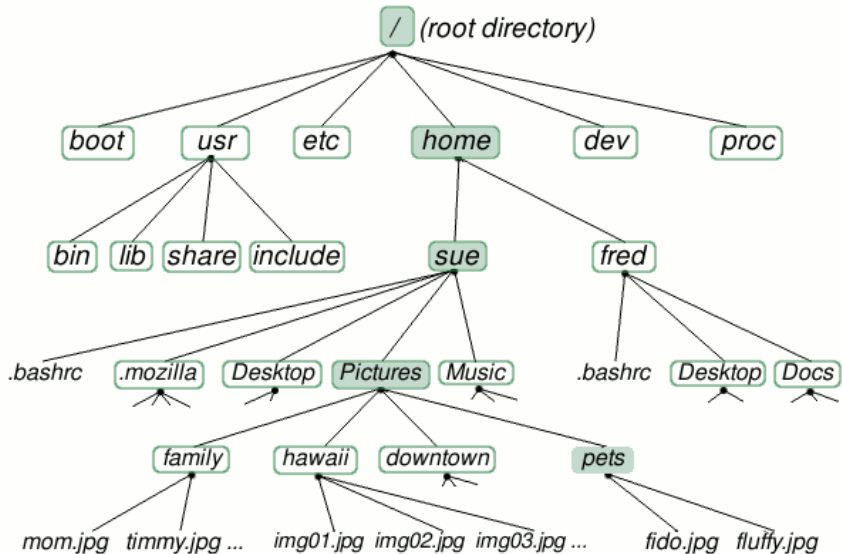 / (root directory)
boot usr etc home dev proc
bin lib share include sue fred
.bashrc .mozilla Desktop Pictures Music .bashrc Desktop Docs
family hawaii downtown pets
mom.jpg timmy.jpg ... img01.jpg img02.jpg img03.jpg ... fido.jpg fluffy.jpg